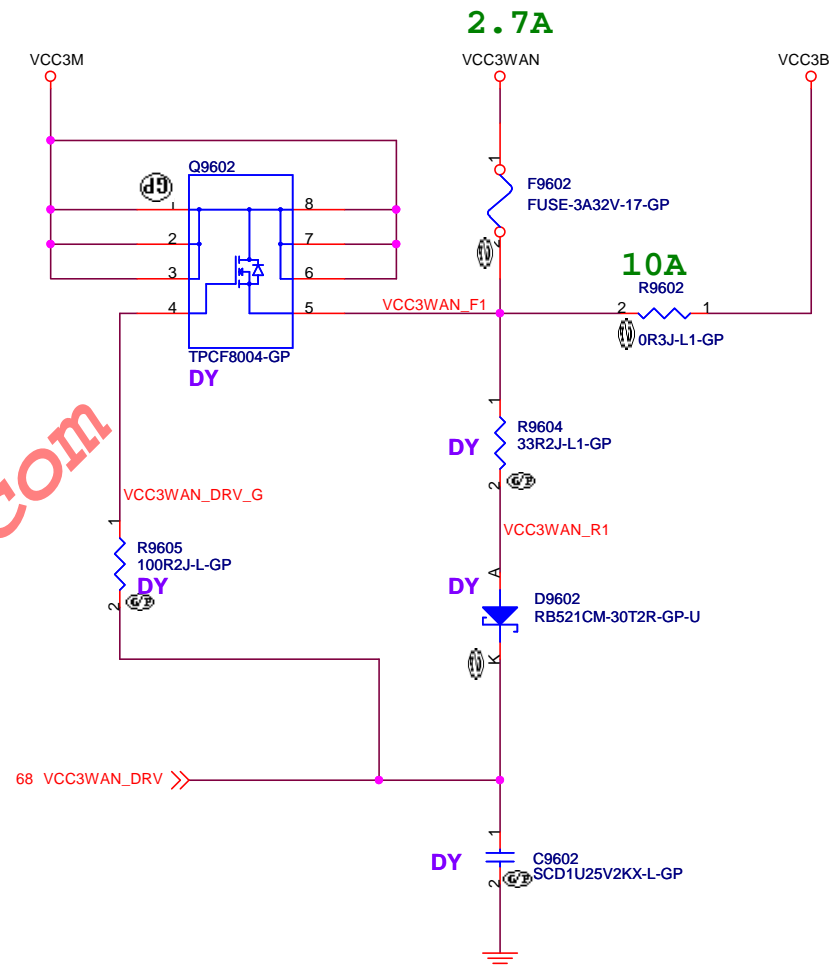 2.7A
VCC3M
VCC3WAN
VCC3B
Q9602
GP
1
2
3
4
8
7
6
5
TPCF8004-GP
DY
1
F9602
FUSE-3A32V-17-GP
2
VCC3WAN_F1
10A
R9602
2
1
0R3J-L1-GP
1
DY
R9604
33R2J-L1-GP
2
G/P
com
VCC3WAN_DRV_G
VCC3WAN_R1
1
R9605
100R2J-L-GP
DY
2
G/P
A
DY
D9602
RB521CM-30T2R-GP-U
K
68 VCC3WAN_DRV
1
DY
C9602
SCD1U25V2KX-L-GP
2
G/P